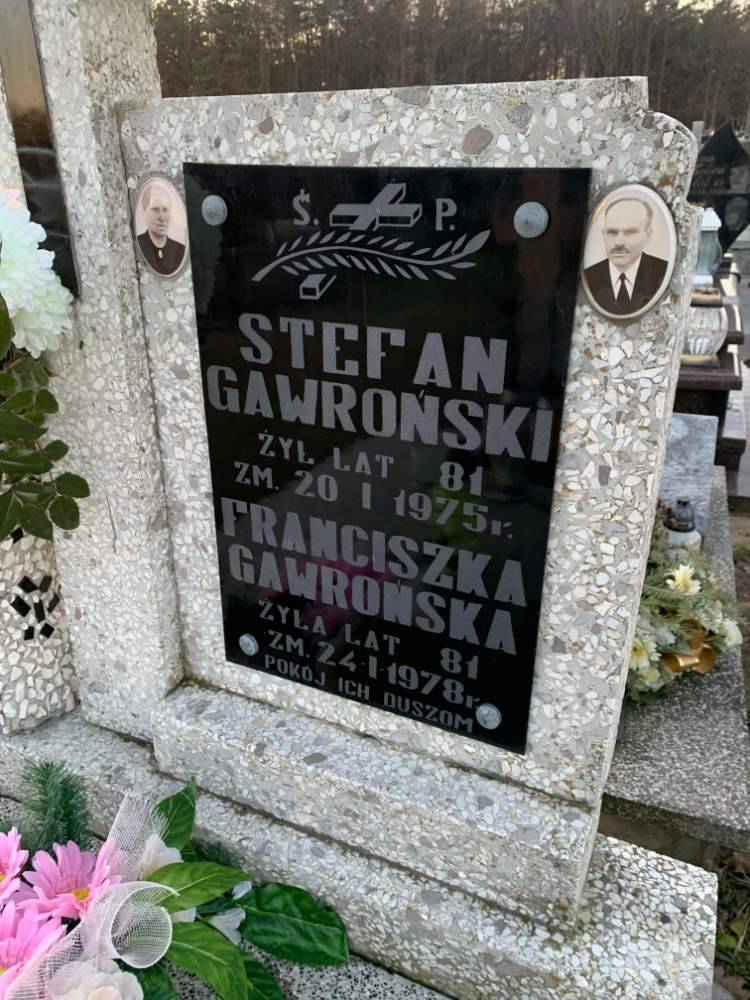 Ś. P.
STEFAN
GAWROŃSKI
ŻYŁ LAT 81
ZM. 20 I 1975r.
FRANCISZKA
GAWROŃSKA
ŻYŁA LAT 81
ZM. 24 I 1978r.
POKÓJ ICH DUSZOM